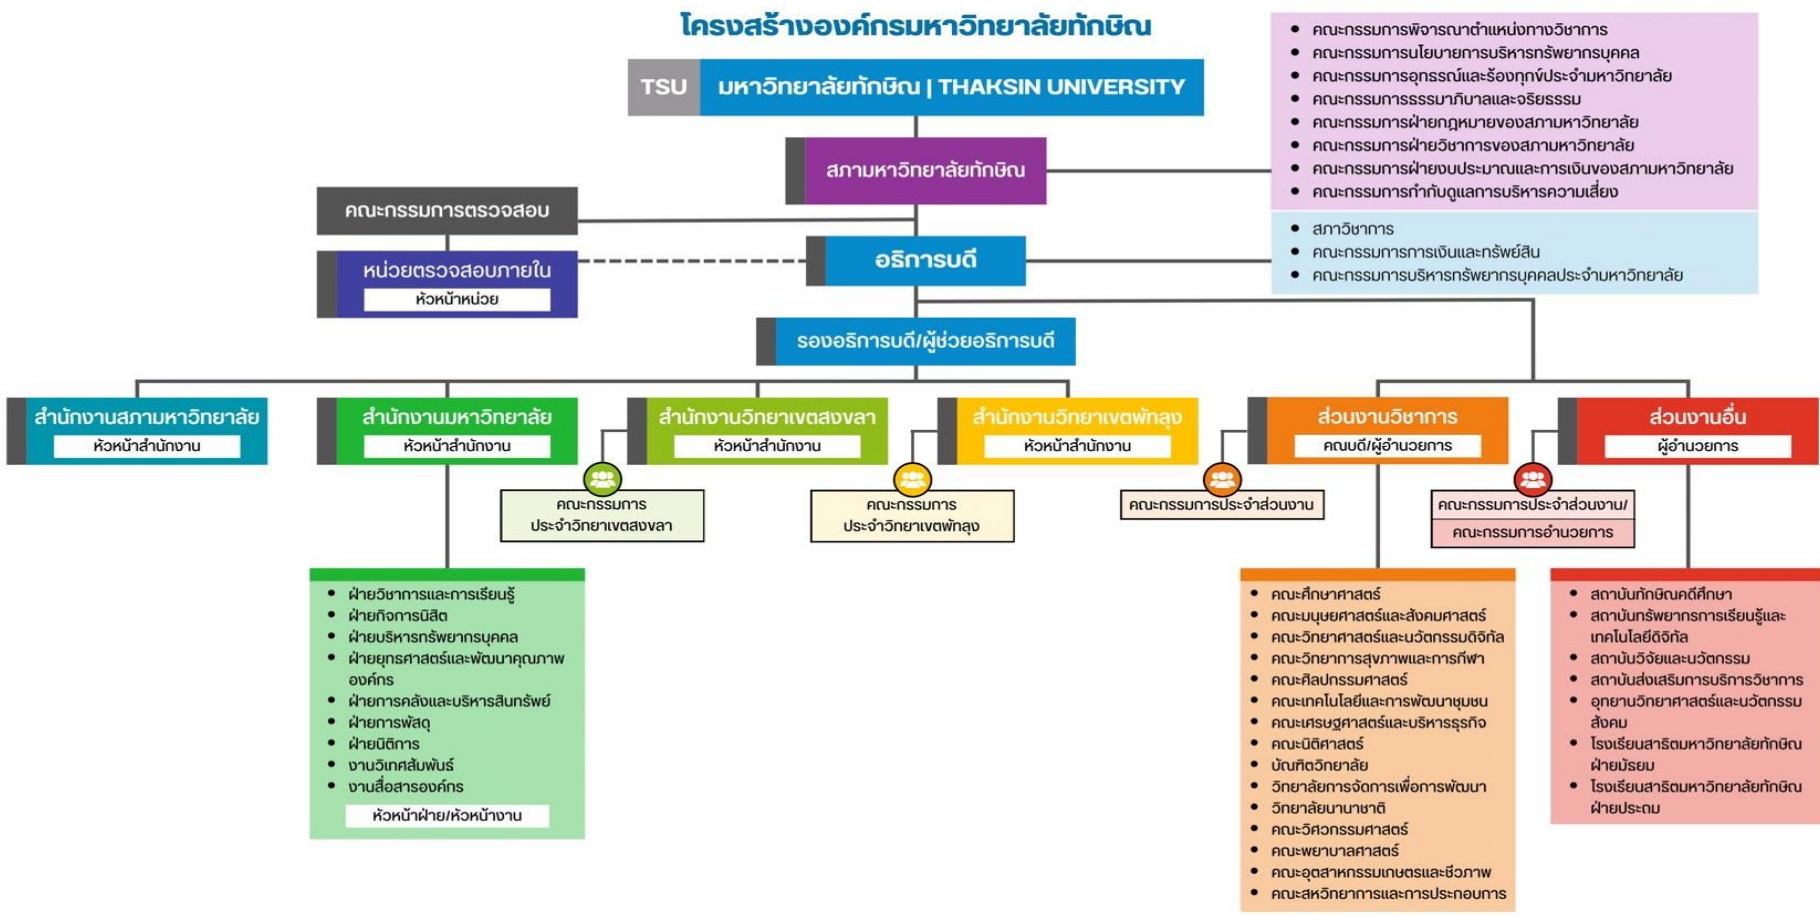 โครงสร้างองค์กรมหาวิทยาลัยทักษิณ
TSU มหาวิทยาลัยทักษิณ | THAKSIN UNIVERSITY
สภามหาวิทยาลัยทักษิณ
• คณะกรรมการพิจารณาตำแหน่งทางวิชาการ
• คณะกรรมการนโยบายการบริหารทรัพยากรบุคคล
• คณะกรรมการอุทธรณ์และร้องทุกข์ประจำมหาวิทยาลัย
• คณะกรรมการธรรมาภิบาลและจริยธรรม
• คณะกรรมการฝ่ายกฎหมายของสภามหาวิทยาลัย
• คณะกรรมการฝ่ายวิชาการของสภามหาวิทยาลัย
• คณะกรรมการฝ่ายงบประมาณและการเงินของสภามหาวิทยาลัย
• คณะกรรมการกำกับดูแลการบริหารความเสี่ยง
คณะกรรมการตรวจสอบ
หน่วยตรวจสอบภายใน
หัวหน้าหน่วย
อธิการบดี
• สภาวิชาการ
• คณะกรรมการการเงินและทรัพย์สิน
• คณะกรรมการบริหารทรัพยากรบุคคลประจำมหาวิทยาลัย
รองอธิการบดี/ผู้ช่วยอธิการบดี
สำนักงานสภามหาวิทยาลัย
หัวหน้าสำนักงาน
สำนักงานมหาวิทยาลัย
หัวหน้าสำนักงาน
สำนักงานวิทยาเขตสงขลา
หัวหน้าสำนักงาน
สำนักงานวิทยาเขตพัทลุง
หัวหน้าสำนักงาน
ส่วนงานวิชาการ
คณบดี/ผู้อำนวยการ
ส่วนงานอื่น
ผู้อำนวยการ
คณะกรรมการ
ประจำวิทยาเขตสงขลา
คณะกรรมการ
ประจำวิทยาเขตพัทลุง
คณะกรรมการประจำส่วนงาน
คณะกรรมการประจำส่วนงาน/
คณะกรรมการอำนวยการ
• ฝ่ายวิชาการและการเรียนรู้
• ฝ่ายกิจการนิสิต
• ฝ่ายบริหารทรัพยากรบุคคล
• ฝ่ายยุทธศาสตร์และพัฒนาคุณภาพ
องค์กร
• ฝ่ายการคลังและบริหารสินทรัพย์
• ฝ่ายการพัสดุ
• ฝ่ายนิติการ
• งานวิเทศสัมพันธ์
• งานสื่อสารองค์กร
หัวหน้าฝ่าย/หัวหน้างาน
• คณะศึกษาศาสตร์
• คณะมนุษยศาสตร์และสังคมศาสตร์
• คณะวิทยาศาสตร์และนวัตกรรมดิจิทัล
• คณะวิทยาการสุขภาพและการกีฬา
• คณะศิลปกรรมศาสตร์
• คณะเทคโนโลยีและการพัฒนาชุมชน
• คณะเศรษฐศาสตร์และบริหารธุรกิจ
• คณะนิติศาสตร์
• บัณฑิตวิทยาลัย
• วิทยาลัยการจัดการเพื่อการพัฒนา
• วิทยาลัยนานาชาติ
• คณะวิศวกรรมศาสตร์
• คณะพยาบาลศาสตร์
• คณะอุตสาหกรรมเกษตรและชีวภาพ
• คณะสหวิทยาการและการประกอบการ
• สถาบันทักษิณคดีศึกษา
• สถาบันทรัพยากรการเรียนรู้และ
เทคโนโลยีดิจิทัล
• สถาบันวิจัยและนวัตกรรม
• สถาบันส่งเสริมการบริการวิชาการ
• อุทยานวิทยาศาสตร์และนวัตกรรม
สังคม
• โรงเรียนสาธิตมหาวิทยาลัยทักษิณ
ฝ่ายมัธยม
• โรงเรียนสาธิตมหาวิทยาลัยทักษิณ
ฝ่ายประถม